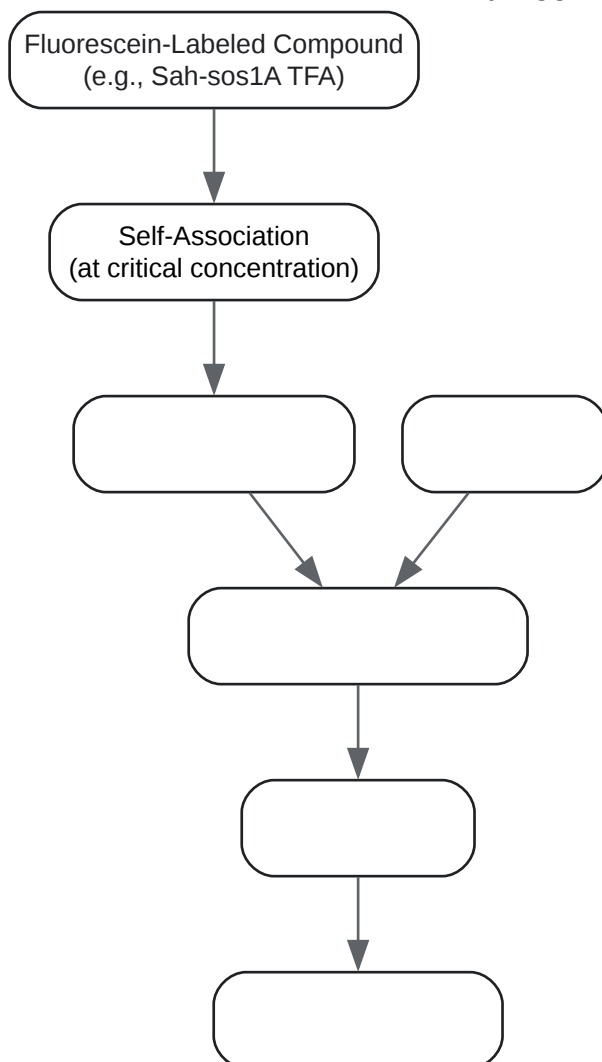 Fluorescein-Labeled Compound
(e.g., Sah-sos1A TFA)
Self-Association
(at critical concentration)